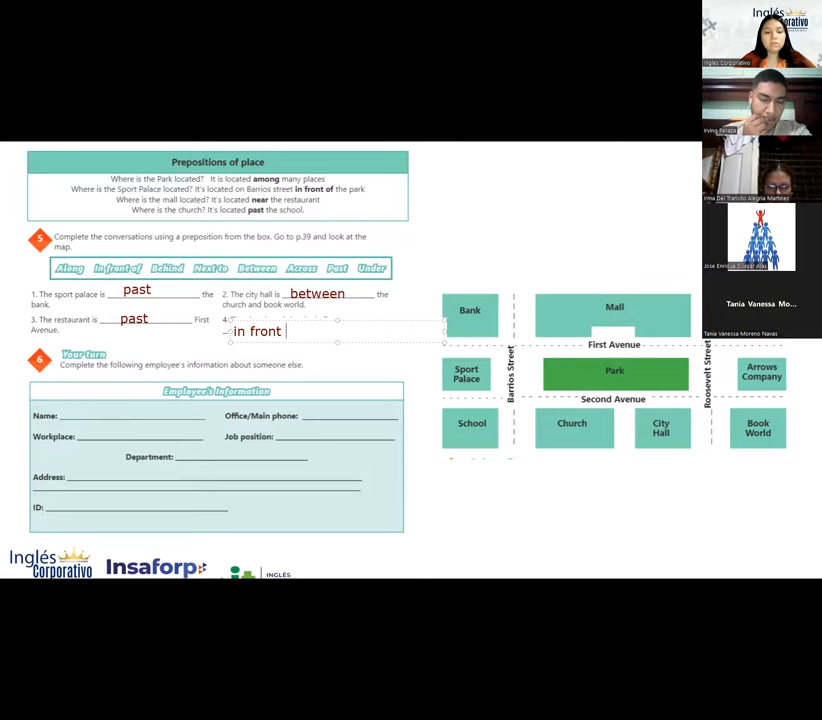 Inglés
Corporativo
Ingles Corporativo
Irving Peraza
Irma Del Transito Alegria Martinez
Tania Vanessa Mo...
Tania Vanessa Moreno Navas
Prepositions of place
Where is the Park located? It is located among many places
Where is the Sport Palace located? It's located on Barrios street in front of the park
Where is the mall located? It's located near the restaurant
Where is the church? It's located past the school.
5 Complete the conversations using a preposition from the box. Go to p.39 and look at the
map.
Along In front of Behind Next to Between Across Past Under
1. The sport palace is past the
bank.
2. The city hall is between the
church and book world.
3. The restaurant is past First
Avenue.
4.
in front
6 Your turn
Complete the following employee's information about someone else.
Employee's Information
Name:
Office/Main phone:
Workplace:
Job position:
Department:
Address:
ID:
Bank
Mall
First Avenue
Sport
Palace
Barrios Street
Park
Roosevelt Street
Arrows
Company
Second Avenue
School
Church
City
Hall
Book
World
Inglés
Corporativo
Insaforp
INGLÉS